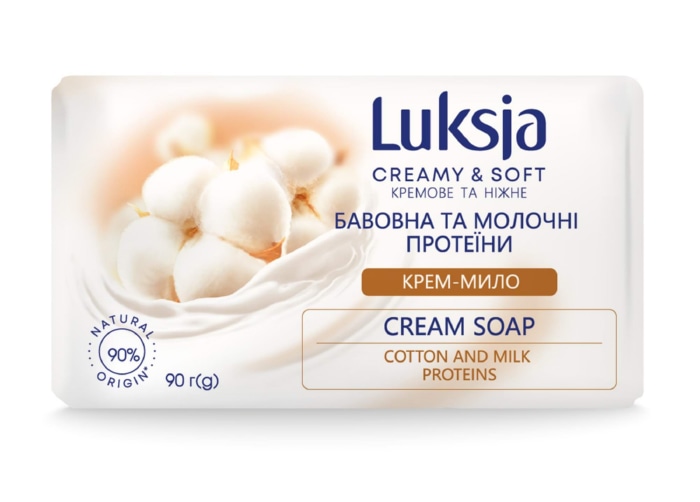 Luksja
CREAMY & SOFT
КРЕМОВЕ ТА НІЖНЕ
БАВОВНА ТА МОЛОЧНІ
ПРОТЕЇНИ
КРЕМ-МИЛО
CREAM SOAP
COTTON AND MILK
PROTEINS
NATURAL
90%
ORIGIN*
90 г(g)